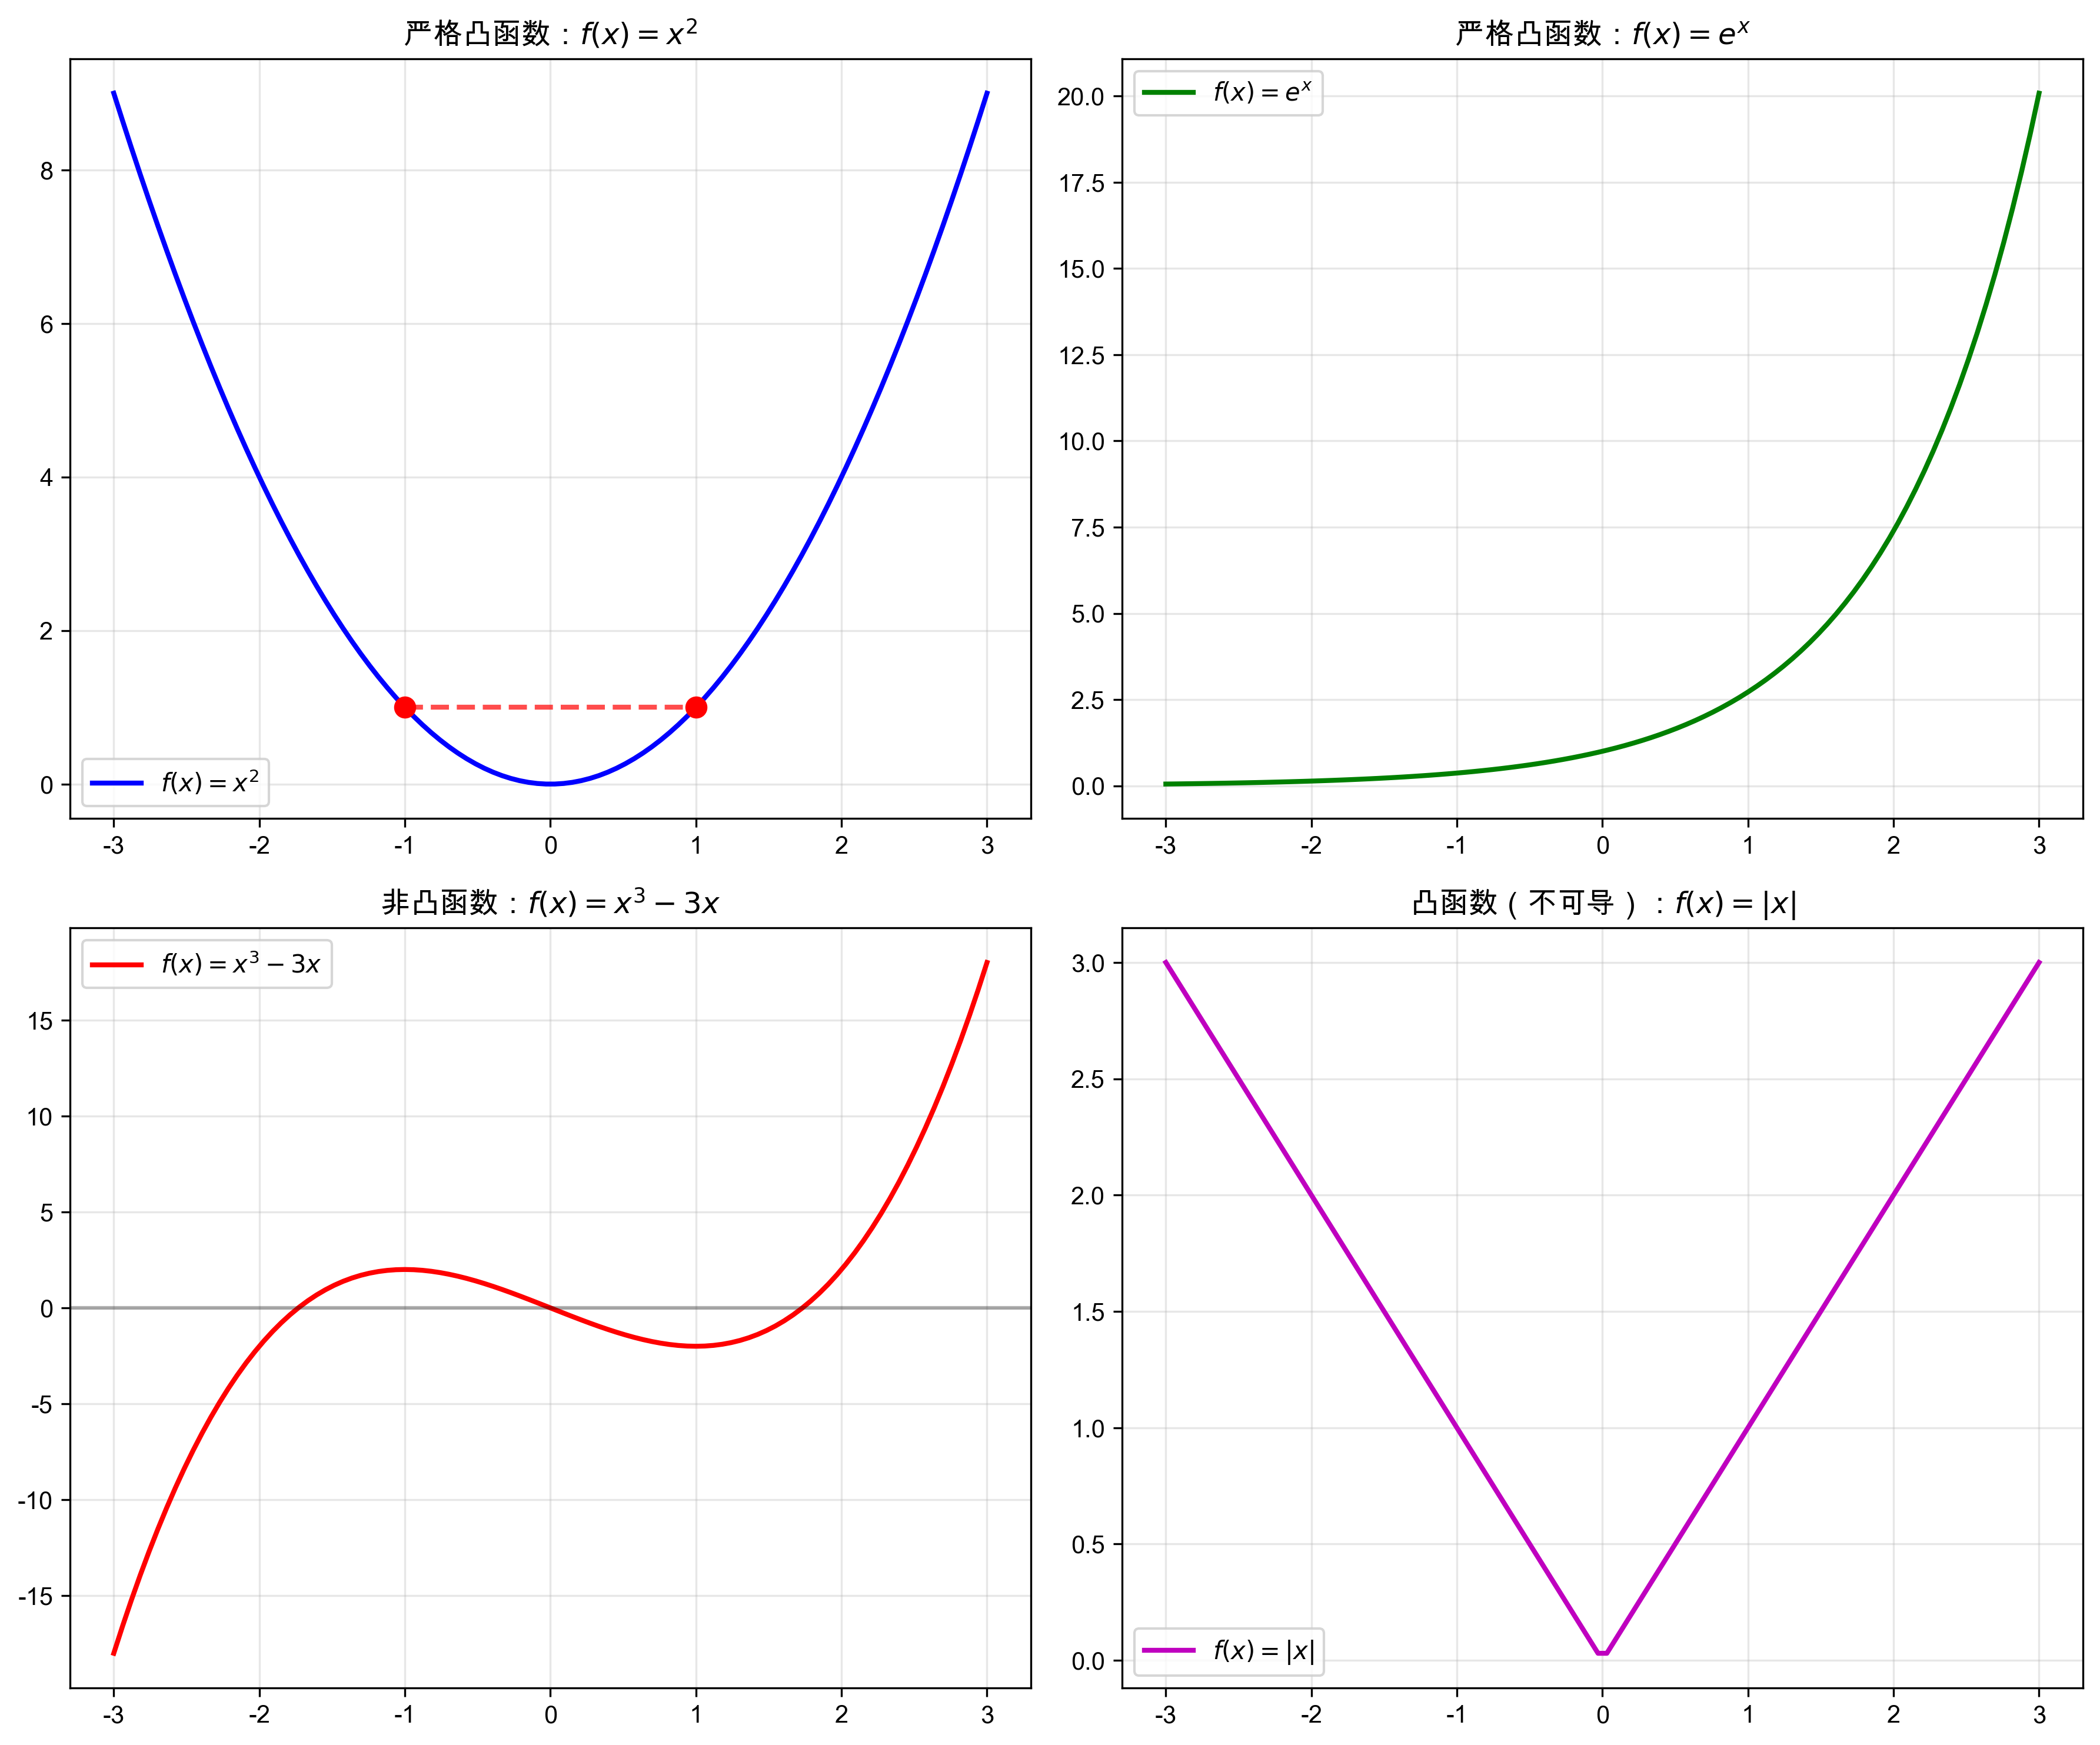 严格凸函数：f(x) = x²
8
6
4
2
0
f(x) = x²
-3 -2 -1 0 1 2 3
严格凸函数：f(x) = eˣ
f(x) = eˣ
20.0
17.5
15.0
12.5
10.0
7.5
5.0
2.5
0.0
-3 -2 -1 0 1 2 3
非凸函数：f(x) = x³ − 3x
f(x) = x³ − 3x
15
10
5
0
-5
-10
-15
-3 -2 -1 0 1 2 3
凸函数（不可导）：f(x) = |x|
3.0
2.5
2.0
1.5
1.0
0.5
f(x) = |x|
0.0
-3 -2 -1 0 1 2 3